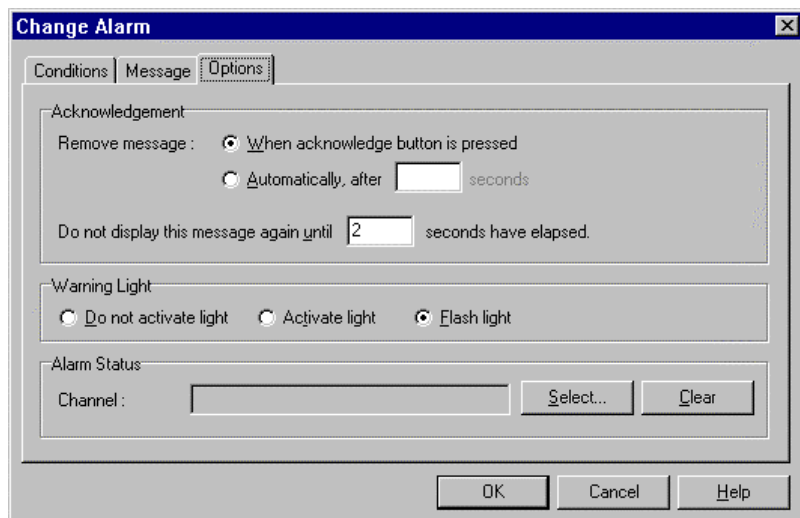 Change Alarm
Conditions Message Options
Acknowledgement
Remove message : When acknowledge button is pressed
Automatically, after seconds
Do not display this message again until 2 seconds have elapsed.
Warning Light
Do not activate light Activate light Flash light
Alarm Status
Channel : Select... Clear
OK Cancel Help